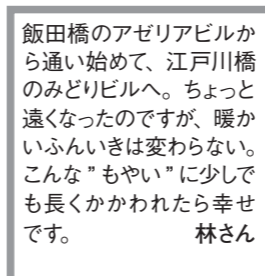 飯田橋のアゼリアビルか
ら通い始めて、江戸川橋
のみどりビルへ。ちょっと
遠くなったのですが、暖か
いふんいきは変わらない。
こんな”もやい”に少しで
も長くかかわれたら幸せ
です。　　　　　林さん